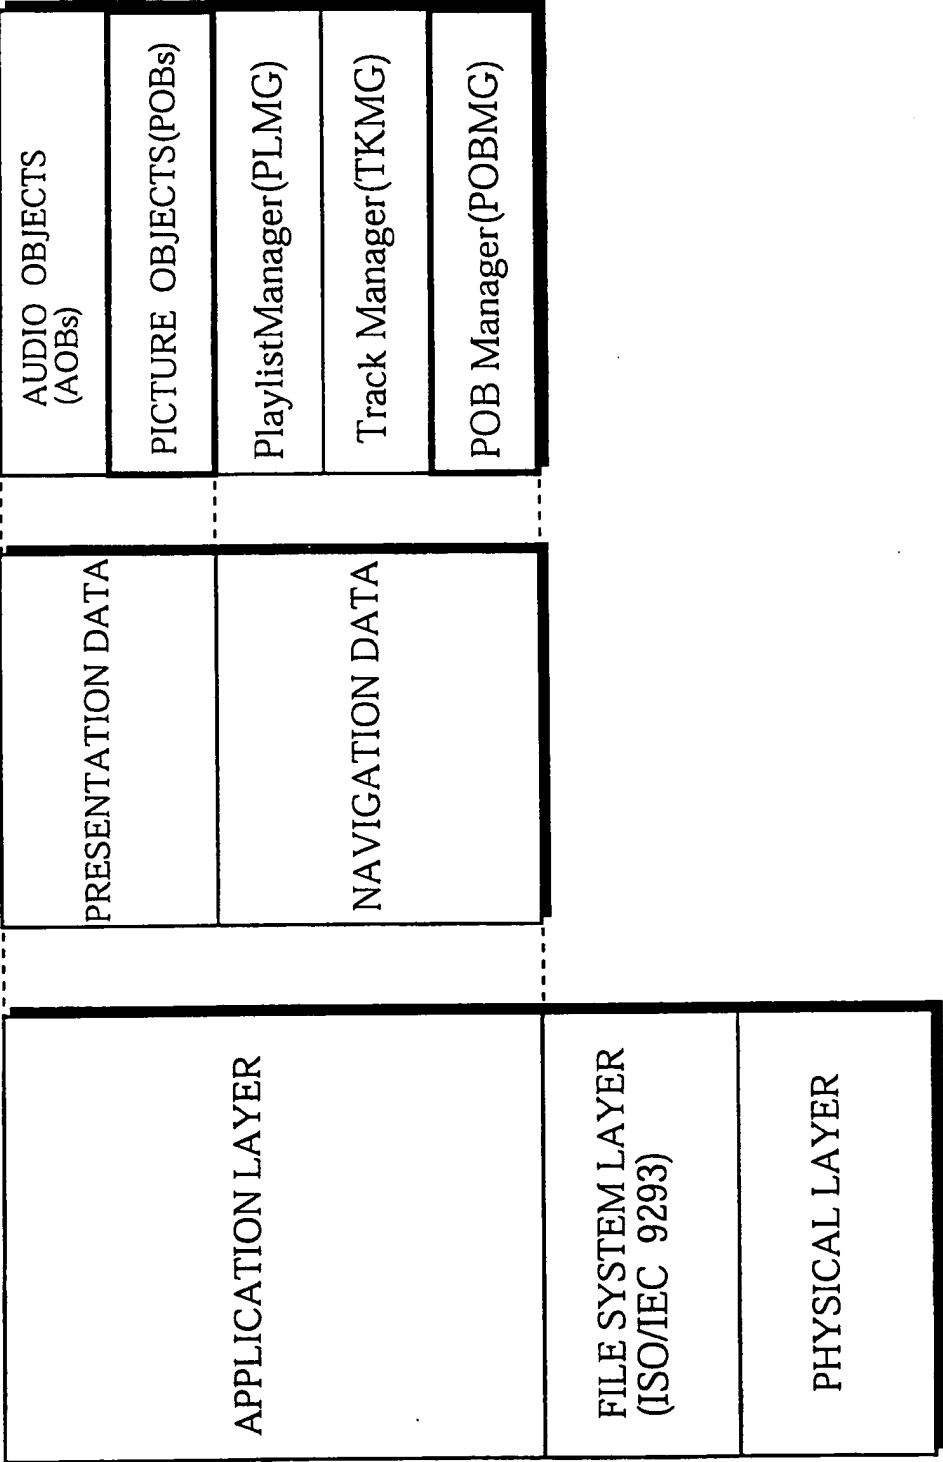 APPLICATION LAYER
FILE SYSTEM LAYER
(ISO/IEC 9293)
PHYSICAL LAYER
PRESENTATION DATA
NAVIGATION DATA
AUDIO OBJECTS
(AOBs)
PICTURE OBJECTS(POBs)
PlaylistManager(PLMG)
Track Manager(TKMG)
POB Manager(POBMG)